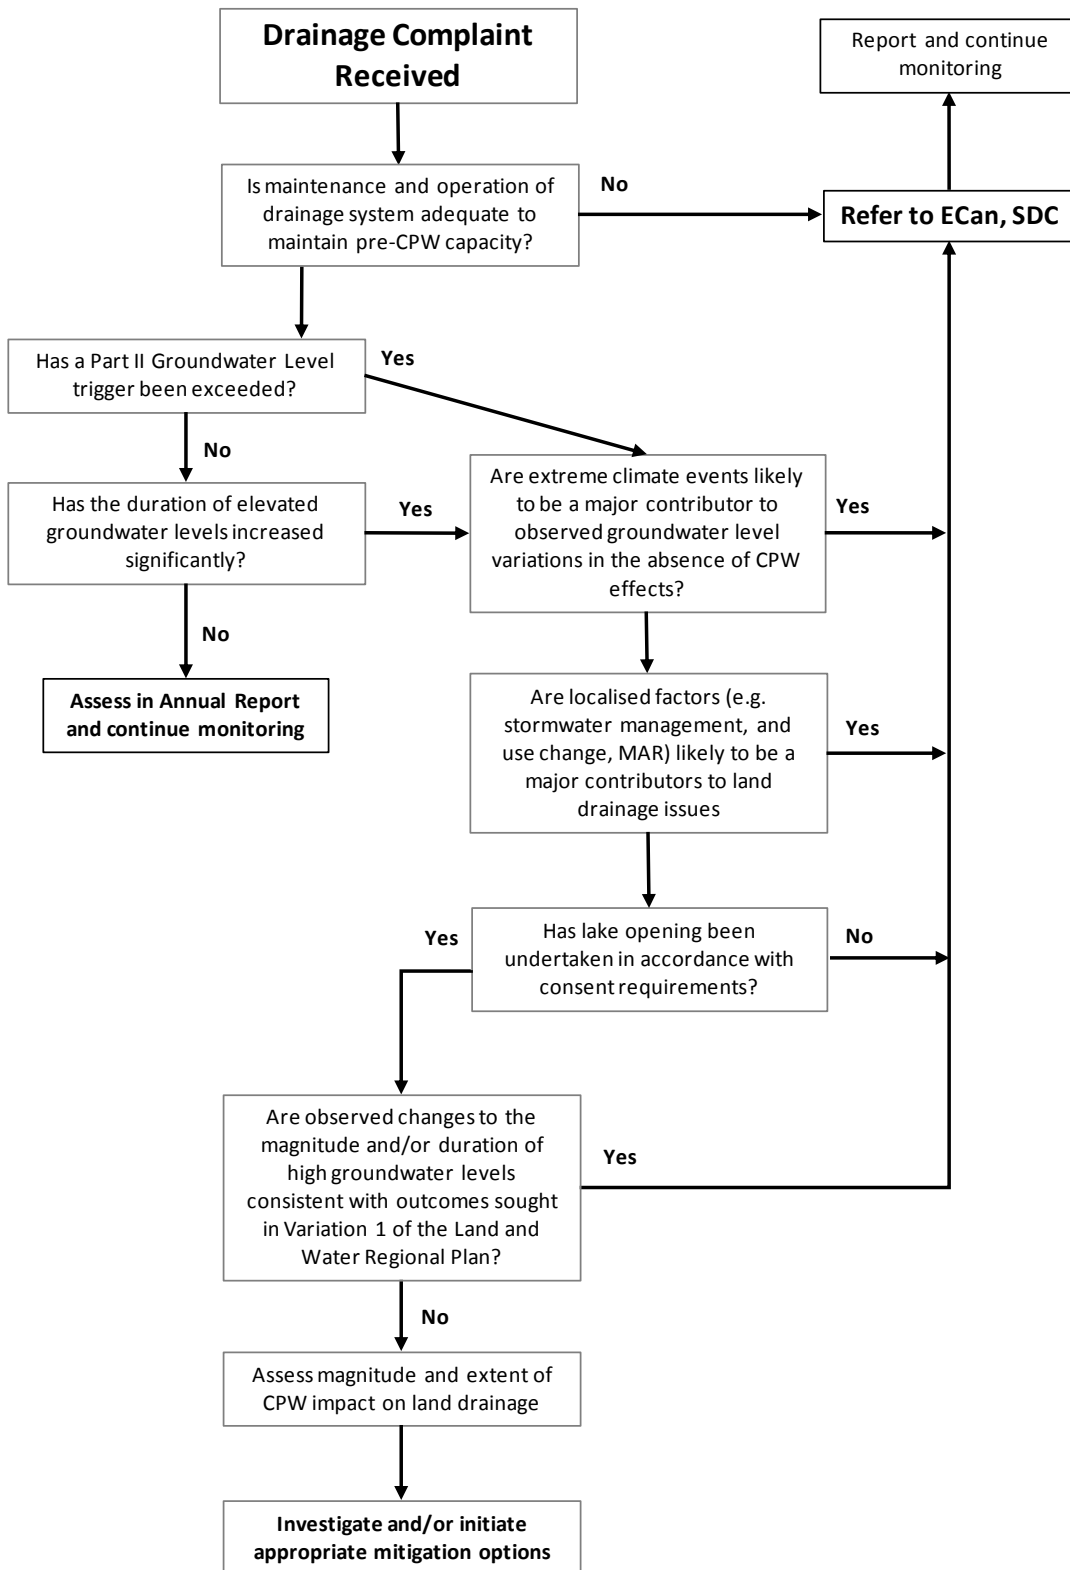 Drainage Complaint
Received
Report and continue
monitoring
Is maintenance and operation of
drainage system adequate to
maintain pre-CPW capacity?
No
Refer to ECan, SDC
Has a Part II Groundwater Level
trigger been exceeded?
Yes
No
Has the duration of elevated
groundwater levels increased
significantly?
Yes
Are extreme climate events likely
to be a major contributor to
observed groundwater level
variations in the absence of CPW
effects?
Yes
No
Assess in Annual Report
and continue monitoring
Are localised factors (e.g.
stormwater management, and
use change, MAR) likely to be a
major contributors to land
drainage issues
Yes
Has lake opening been
undertaken in accordance with
consent requirements?
Yes
No
Are observed changes to the
magnitude and/or duration of
high groundwater levels
consistent with outcomes sought
in Variation 1 of the Land and
Water Regional Plan?
Yes
No
Assess magnitude and extent of
CPW impact on land drainage
Investigate and/or initiate
appropriate mitigation options